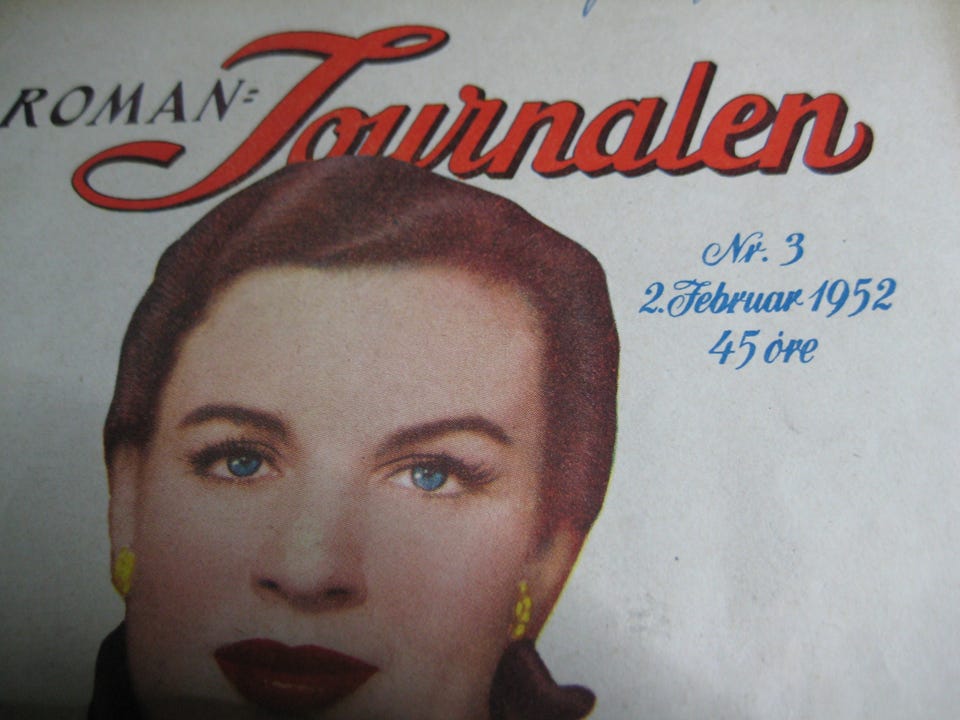 ROMAN=
Journalen
Nr. 3
2. Februar 1952
45 øre